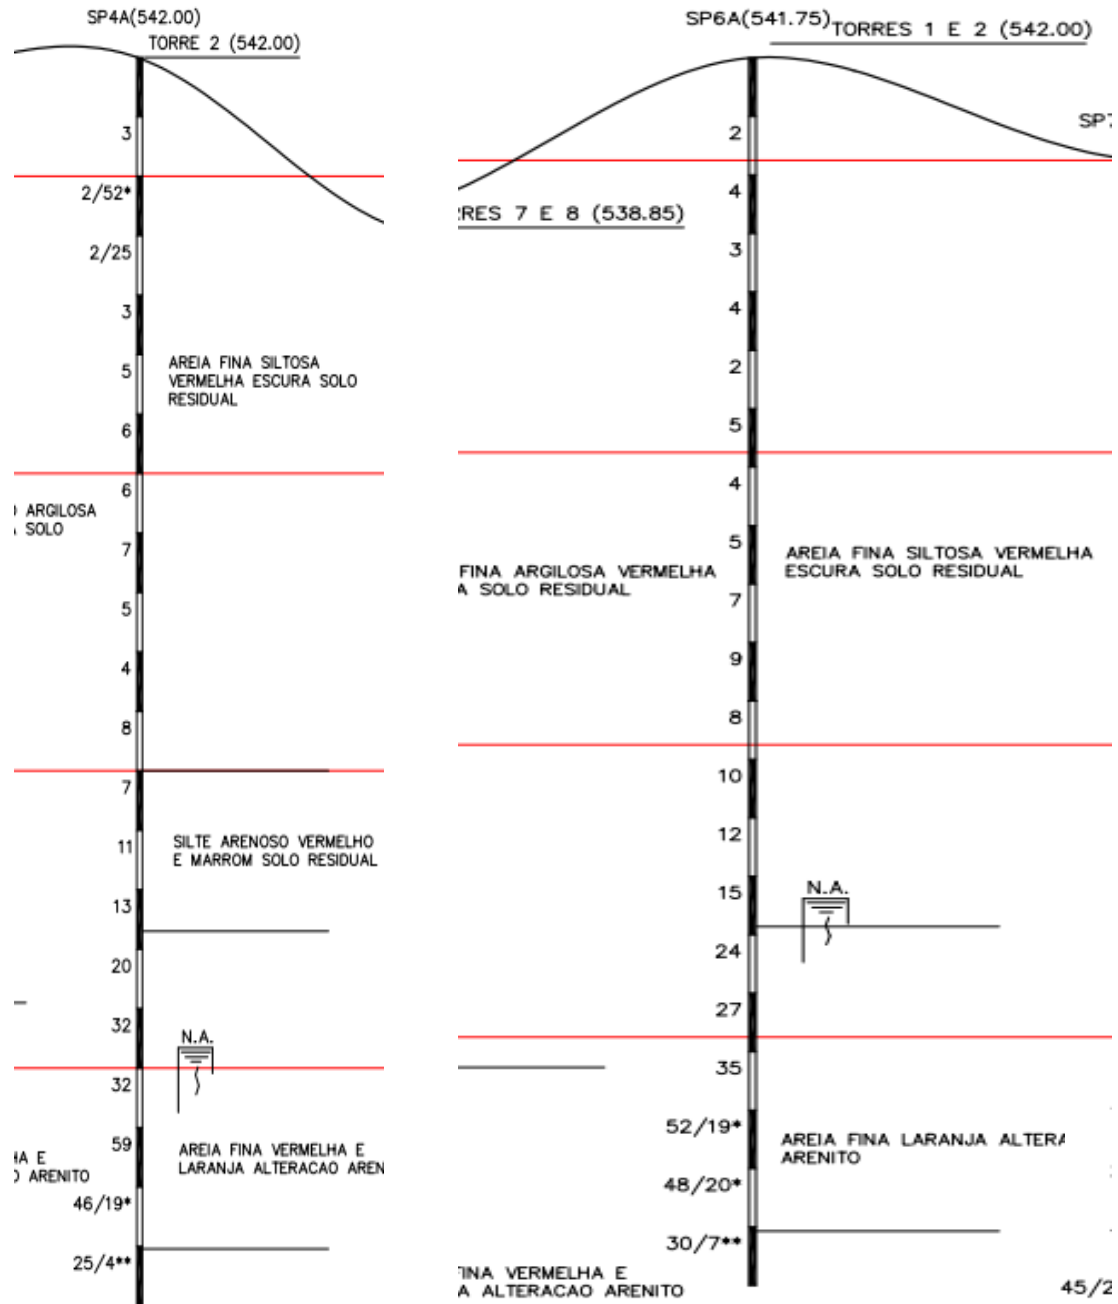 SP4A(542.00)
TORRE 2 (542.00)
3
2/52*
2/25
3
5
6
6
7
5
4
8
7
11
13
20
32
32
59
46/19*
25/4**
AREIA FINA SILTOSA
VERMELHA ESCURA SOLO
RESIDUAL
ARGILOSA
SOLO
SILTE ARENOSO VERMELHO
E MARROM SOLO RESIDUAL
N.A.
AREIA FINA VERMELHA E
LARANJA ALTERACAO AREN
HA E
O ARENITO
SP6A(541.75)
TORRES 1 E 2 (542.00)
SP7
RRES 7 E 8 (538.85)
2
4
3
4
2
5
4
5
7
9
8
10
12
15
24
27
35
52/19*
48/20*
30/7**
FINA ARGILOSA VERMELHA
A SOLO RESIDUAL
AREIA FINA SILTOSA VERMELHA
ESCURA SOLO RESIDUAL
N.A.
AREIA FINA LARANJA ALTERA
ARENITO
FINA VERMELHA E
A ALTERACAO ARENITO
45/2